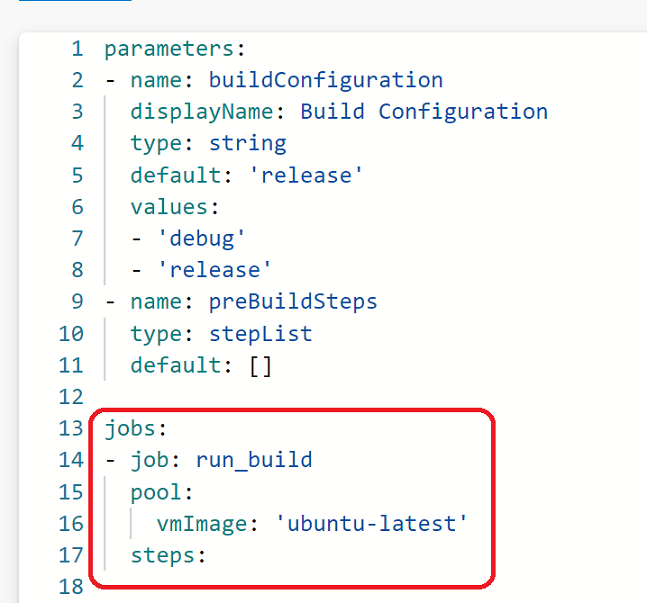 1 parameters:
2 - name: buildConfiguration
3   displayName: Build Configuration
4   type: string
5   default: 'release'
6   values:
7   - 'debug'
8   - 'release'
9 - name: preBuildSteps
10   type: stepList
11   default: []
12
13 jobs:
14 - job: run_build
15   pool:
16     vmImage: 'ubuntu-latest'
17   steps:
18